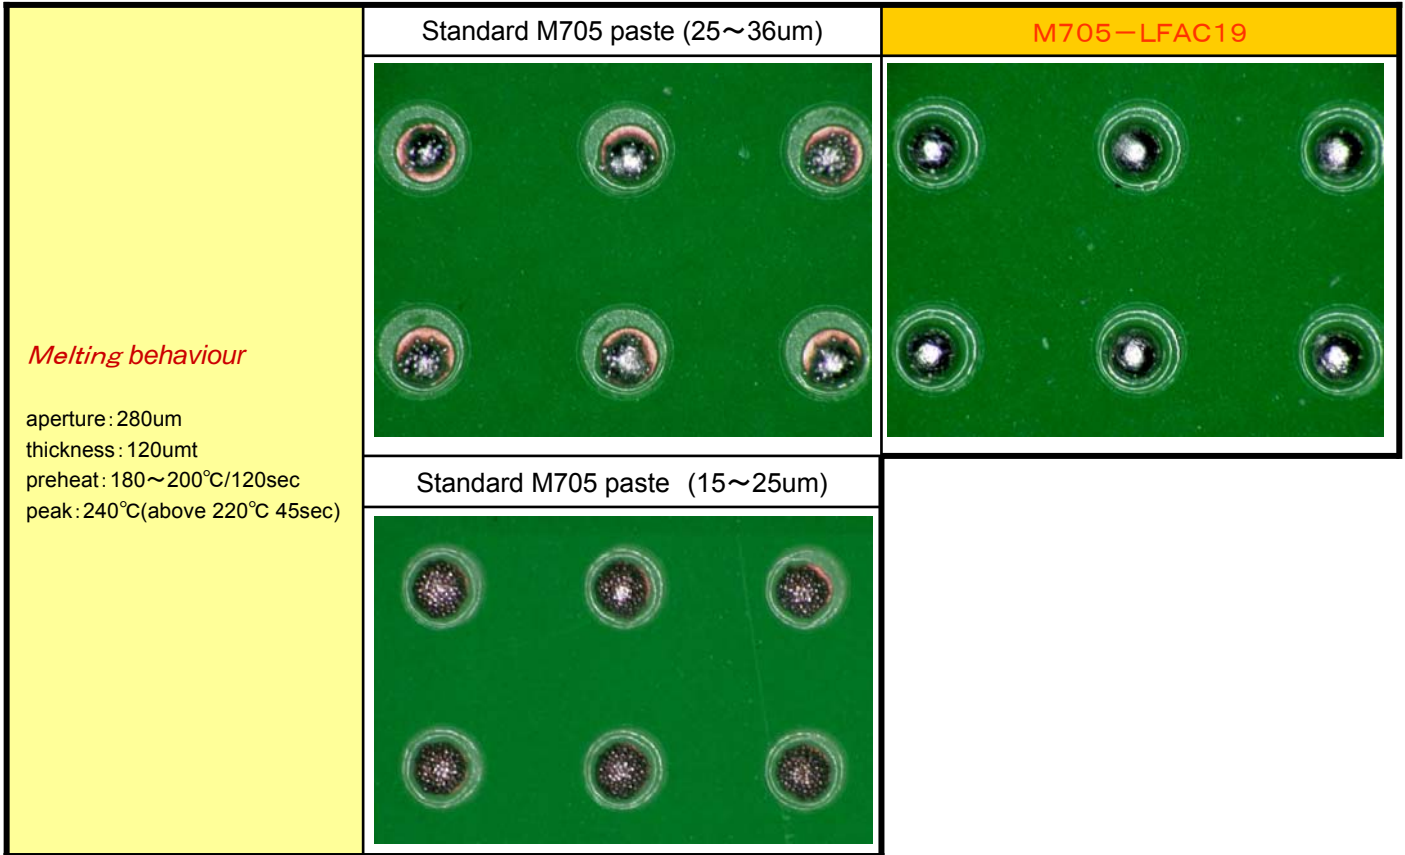 Standard M705 paste (25～36um)
M705－LFAC19
Melting behaviour
aperture：280um
thickness：120umt
preheat：180～200℃/120sec
peak：240℃(above 220℃ 45sec)
Standard M705 paste (15～25um)